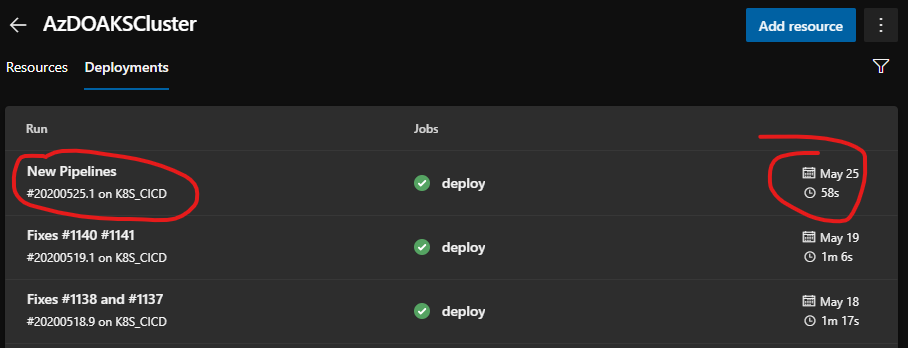 AzDOAKSCluster
Add resource
Resources Deployments
Run Jobs
New Pipelines
#20200525.1 on K8S_CICD
deploy
May 25
58s
Fixes #1140 #1141
#20200519.1 on K8S_CICD
deploy
May 19
1m 6s
Fixes #1138 and #1137
#20200518.9 on K8S_CICD
deploy
May 18
1m 17s